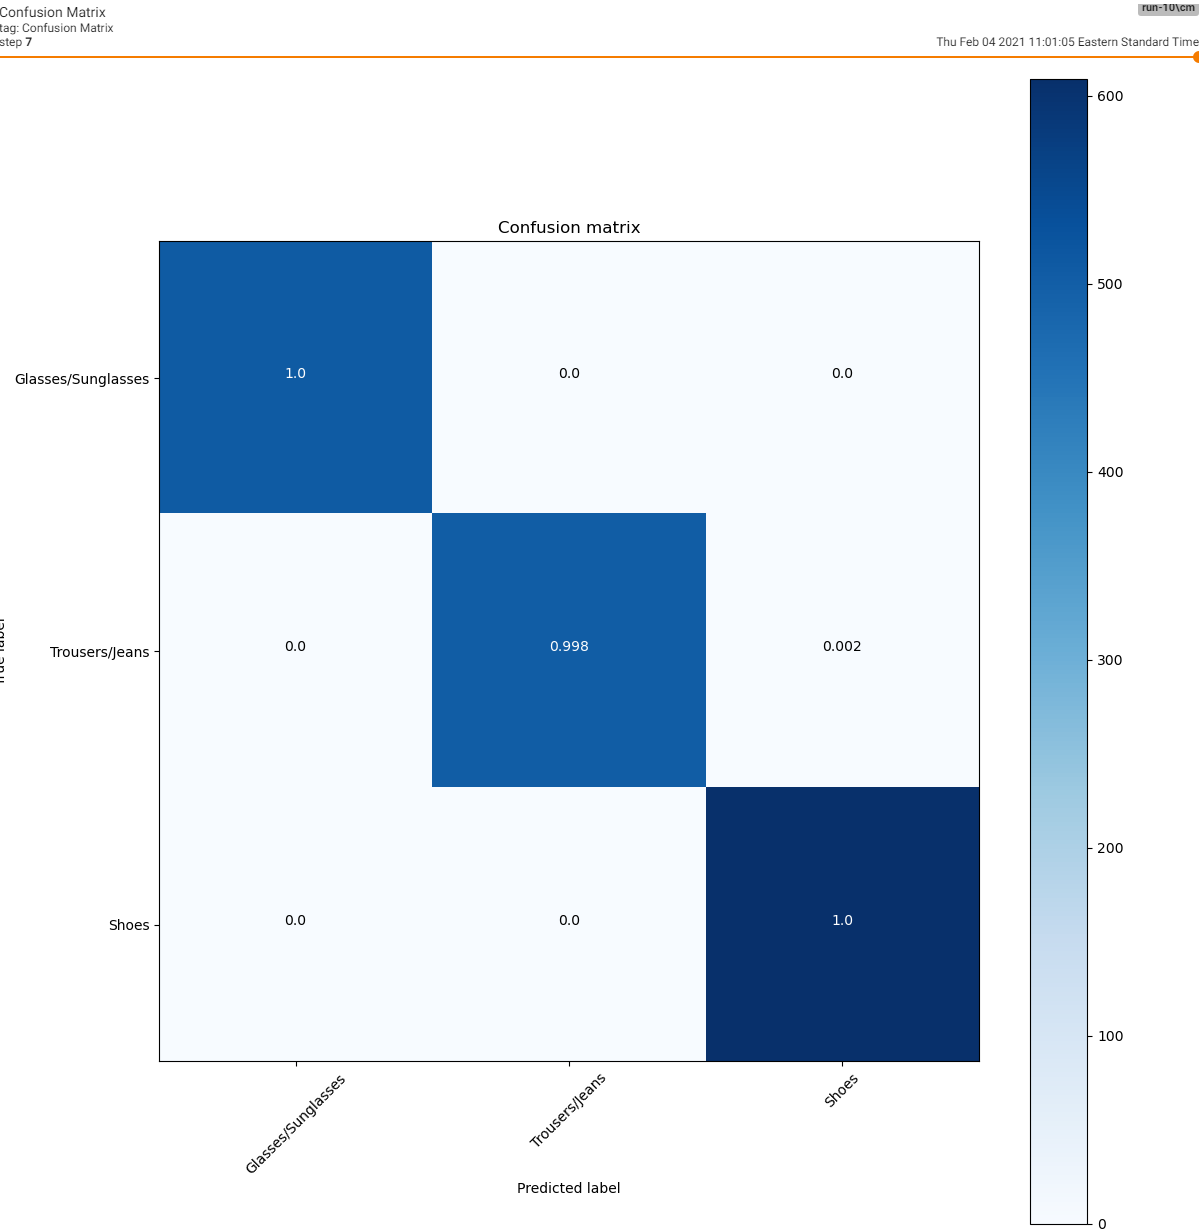 Confusion Matrix
run-10\cm
tag: Confusion Matrix
step 7
Thu Feb 04 2021 11:01:05 Eastern Standard Time
Confusion matrix
600
500
400
300
200
100
0
Glasses/Sunglasses
1.0
0.0
0.0
True label
Trousers/Jeans
0.0
0.998
0.002
Shoes
0.0
0.0
1.0
Glasses/Sunglasses
Trousers/Jeans
Shoes
Predicted label